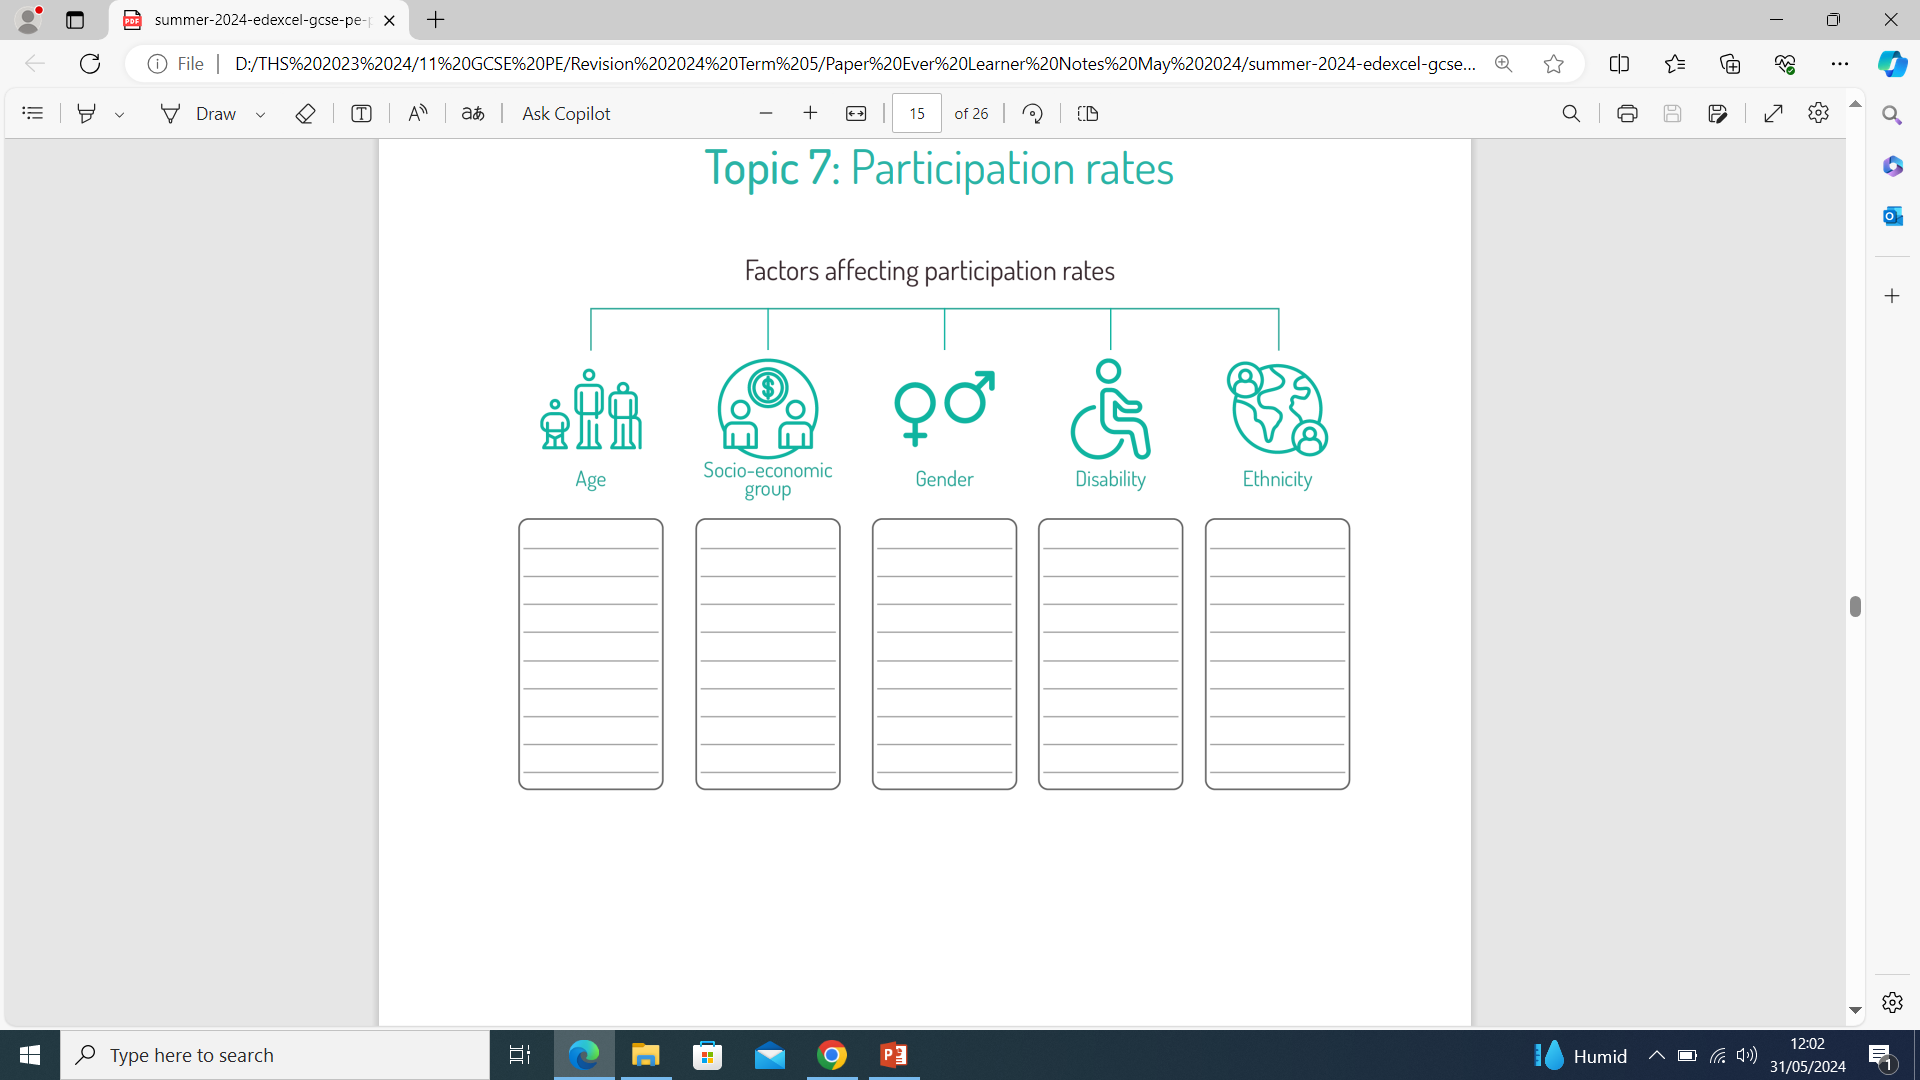 summer-2024-edexcel-gcse-pe-p
File
D:/THS%202023%2024/11%20GCSE%20PE/Revision%202024%20Term%205/Paper%20Ever%20Learner%20Notes%20May%202024/summer-2024-edexcel-gcse...
Draw
aあ
Ask Copilot
15
of 26
Topic 7: Participation rates
Factors affecting participation rates
Age
Socio-economic
group
Gender
Disability
Ethnicity
Type here to search
Humid
12:02
31/05/2024
1